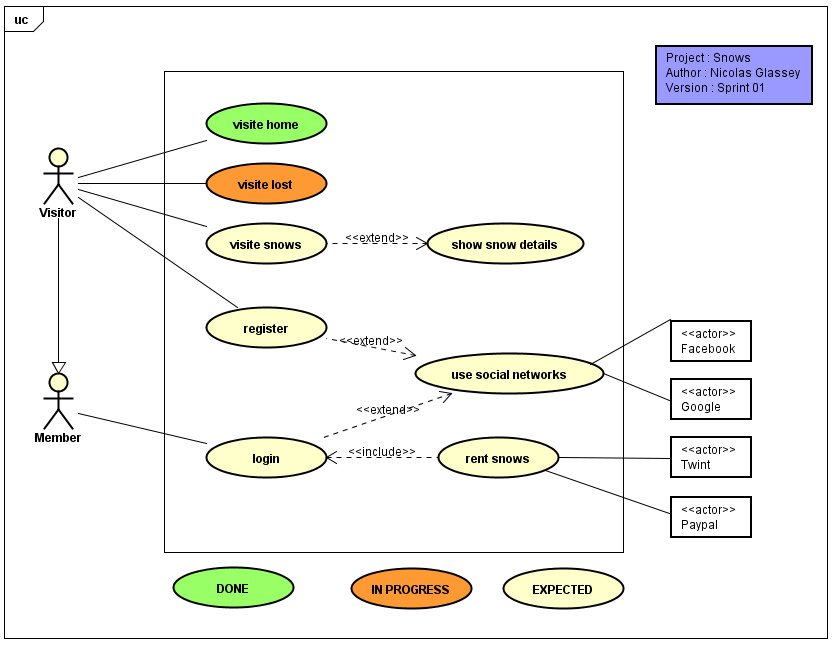 uc
Project : Snows
Author : Nicolas Glassey
Version : Sprint 01
visite home
visite lost
Visitor
visite snows
<<extend>>
show snow details
register
<<extend>>
use social networks
<<actor>>
Facebook
<<actor>>
Google
<<extend>>
Member
login
<<include>>
rent snows
<<actor>>
Twint
<<actor>>
Paypal
DONE
IN PROGRESS
EXPECTED